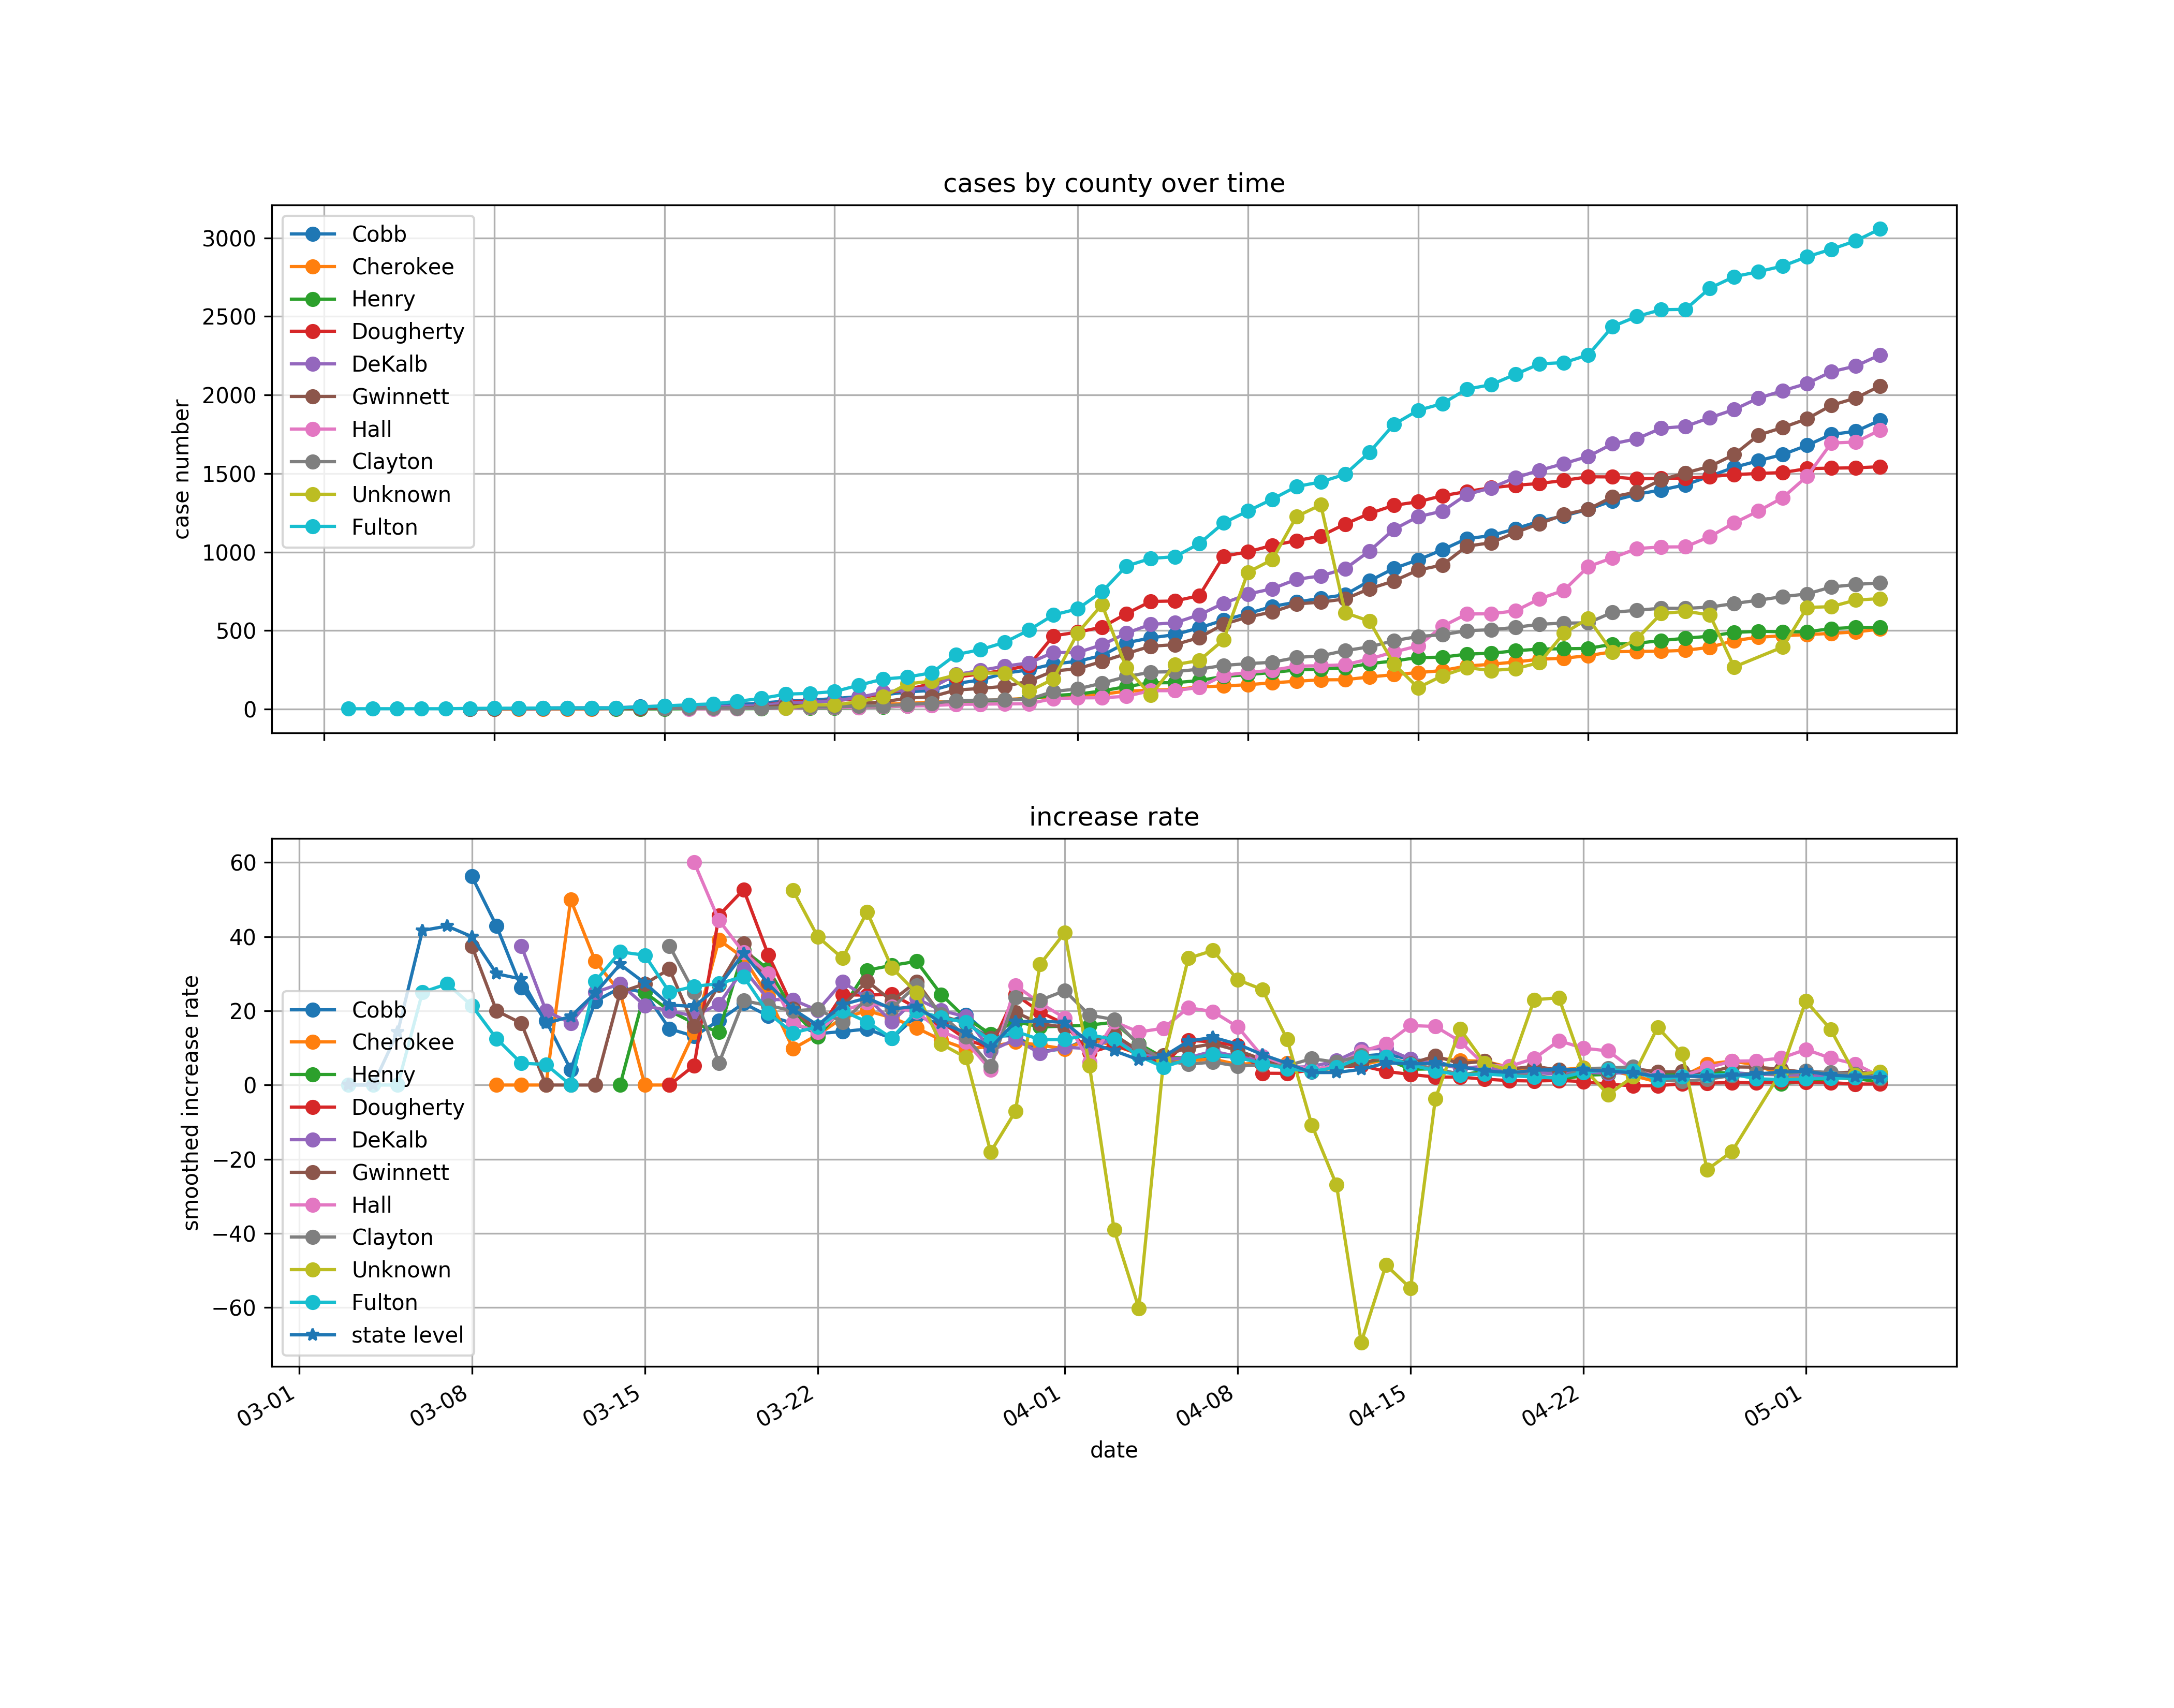 cases by county over time
3000
2500
2000
1500
1000
500
0
case number
Cobb
Cherokee
Henry
Dougherty
DeKalb
Gwinnett
Hall
Clayton
Unknown
Fulton
increase rate
60
40
20
0
−20
−40
−60
smoothed increase rate
Cobb
Cherokee
Henry
Dougherty
DeKalb
Gwinnett
Hall
Clayton
Unknown
Fulton
state level
03-01
03-08
03-15
03-22
04-01
04-08
04-15
04-22
05-01
date